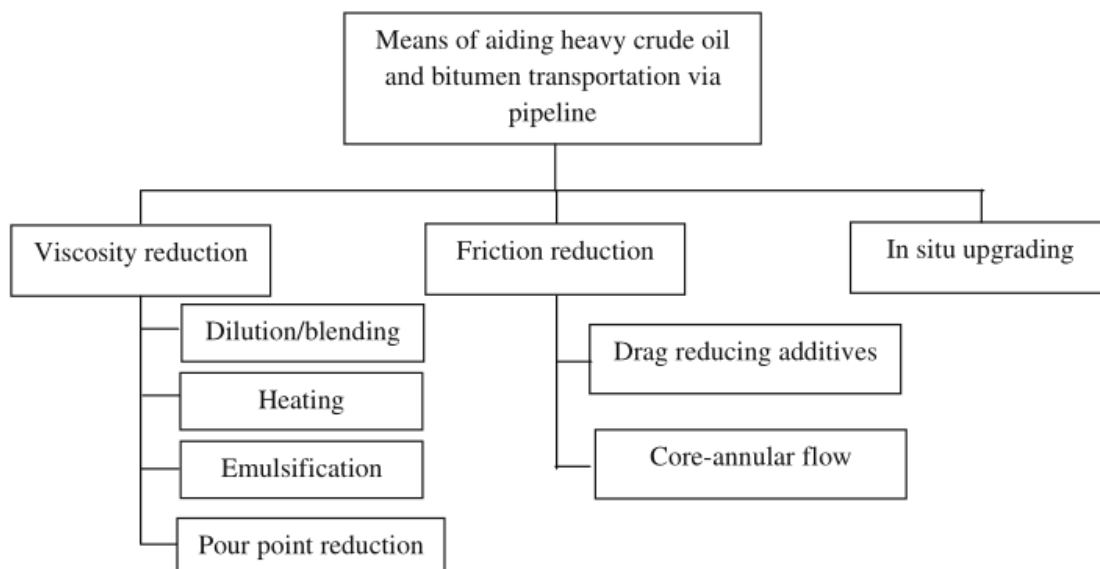 Means of aiding heavy crude oil
and bitumen transportation via
pipeline
Viscosity reduction
Friction reduction
In situ upgrading
Dilution/blending
Heating
Emulsification
Pour point reduction
Drag reducing additives
Core-annular flow